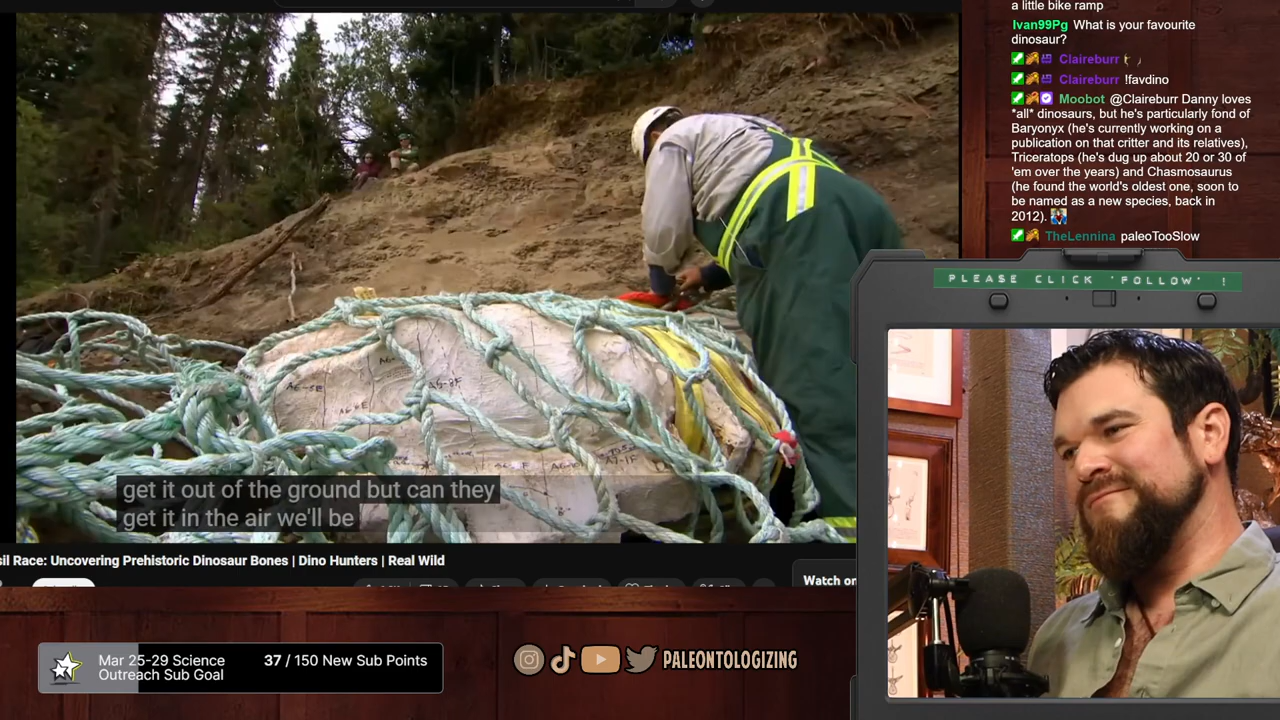 a little bike ramp
Ivan99Pg What is your favourite
dinosaur?
Claireburr
Claireburr !favdino
Moobot @Claireburr Danny loves
*all* dinosaurs, but he's particularly fond of
Baryonyx (he's currently working on a
publication on that critter and its relatives),
Triceratops (he's dug up about 20 or 30 of
'em over the years) and Chasmosaurus
(he found the world's oldest one, soon to
be named as a new species, back in
2012).
TheLennina paleoTooSlow
PLEASE CLICK "FOLLOW" !
A6-5E
A6-8F
get it out of the ground but can they
get it in the air we'll be
sil Race: Uncovering Prehistoric Dinosaur Bones | Dino Hunters | Real Wild
Watch on
Mar 25-29 Science
Outreach Sub Goal
37 / 150 New Sub Points
PALEONTOLOGIZING